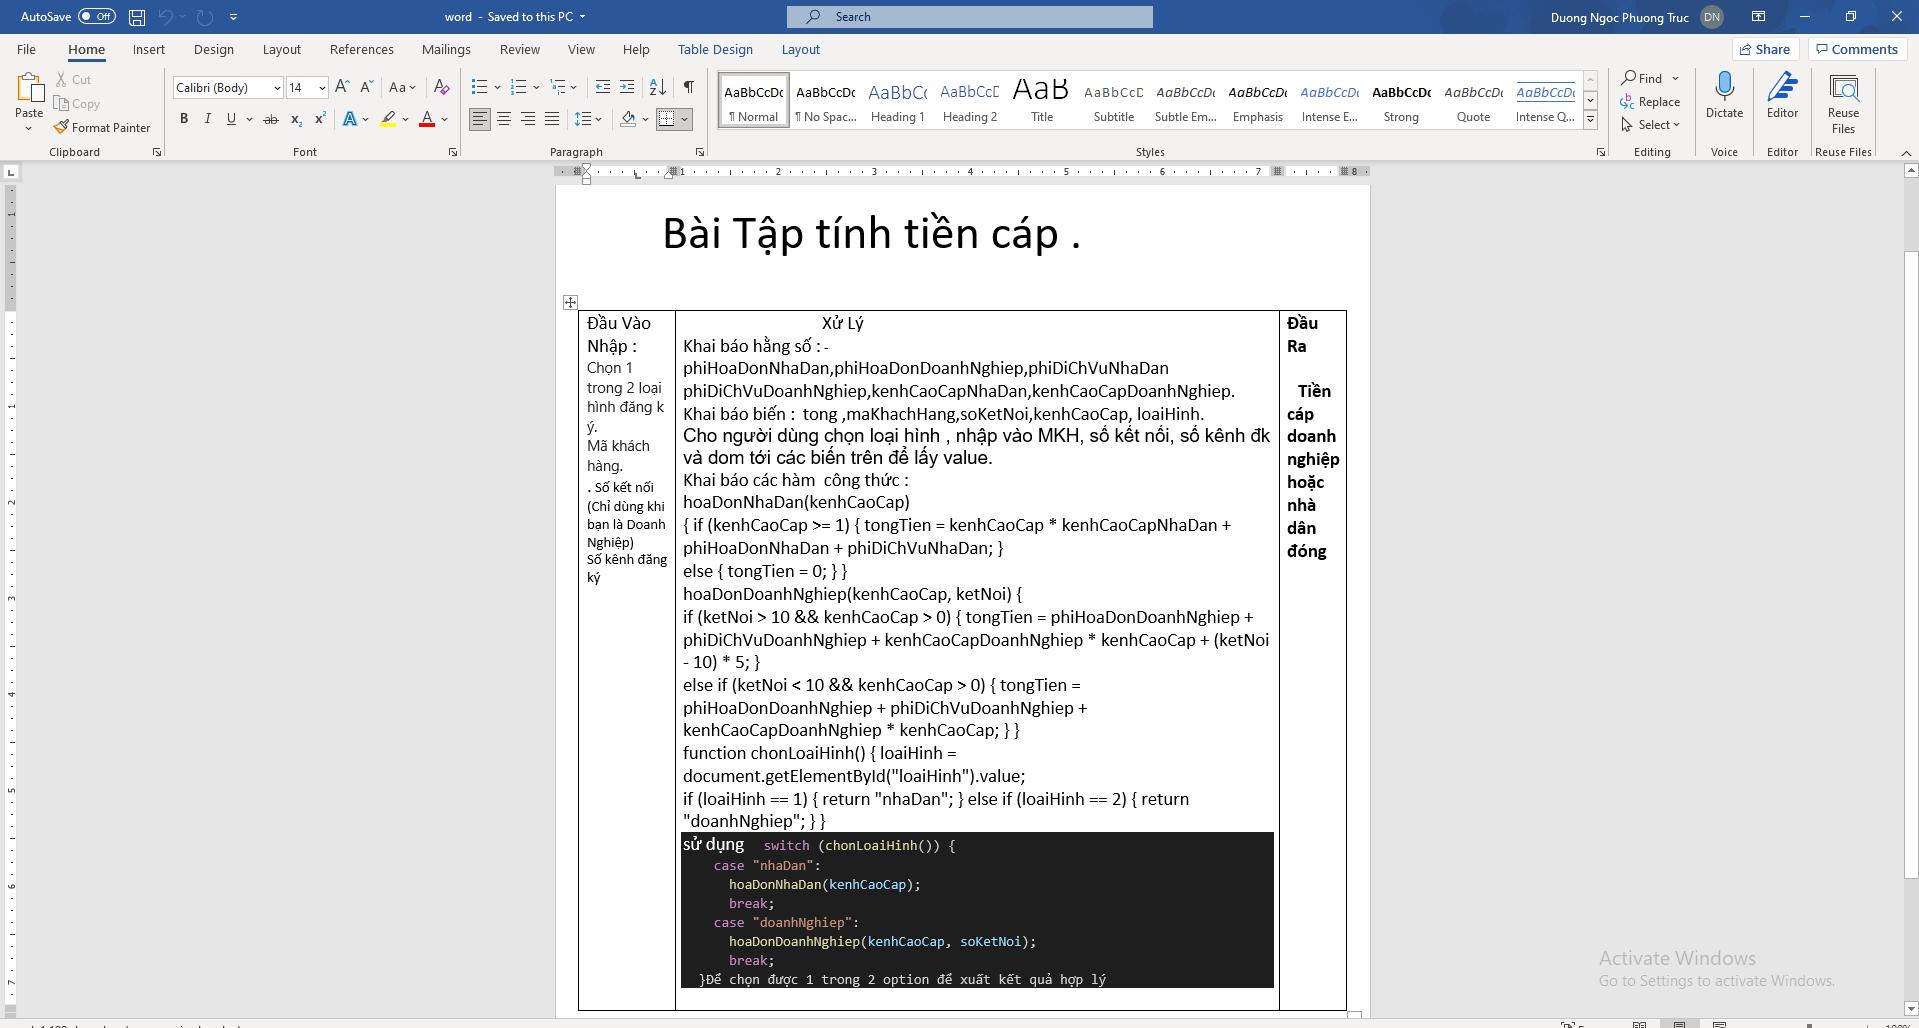 AutoSave Off
word - Saved to this PC
Search
Duong Ngoc Phuong Truc DN
File Home Insert Design Layout References Mailings Review View Help Table Design Layout
Share Comments
Paste
Cut
Copy
Format Painter
Clipboard
Calibri (Body) 14
Font
Paragraph
AaBbCcDc AaBbCcDc AaBbCc AaBbCcD AaB AaBbCcD AaBbCcDc AaBbCcDc AaBbCcDc AaBbCcDc AaBbCcDc AaBbCcDc
¶ Normal ¶ No Spac... Heading 1 Heading 2 Title Subtitle Subtle Em... Emphasis Intense E... Strong Quote Intense Q...
Styles
Find
Replace
Select
Editing
Dictate
Voice
Editor
Editor
Reuse Files
Reuse Files
Bài Tập tính tiền cáp .
Đầu Vào
Nhập :
Chọn 1
trong 2 loại
hình đăng k
ý.
Mã khách
hàng.
. Số kết nối
(Chỉ dùng khi
bạn là Doanh
Nghiệp)
Số kênh đăng
ký
Xử Lý
Khai báo hằng số : -
phiHoaDonNhaDan,phiHoaDonDoanhNghiep,phiDiChVuNhaDan
phiDiChVuDoanhNghiep,kenhCaoCapNhaDan,kenhCaoCapDoanhNghiep.
Khai báo biến : tong ,maKhachHang,soKetNoi,kenhCaoCap, loaiHinh.
Cho người dùng chọn loại hình , nhập vào MKH, số kết nối, số kênh đk
và dom tới các biến trên để lấy value.
Khai báo các hàm công thức :
hoaDonNhaDan(kenhCaoCap)
{ if (kenhCaoCap >= 1) { tongTien = kenhCaoCap * kenhCaoCapNhaDan +
phiHoaDonNhaDan + phiDiChVuNhaDan; }
else { tongTien = 0; } }
hoaDonDoanhNghiep(kenhCaoCap, ketNoi) {
if (ketNoi > 10 && kenhCaoCap > 0) { tongTien = phiHoaDonDoanhNghiep +
phiDiChVuDoanhNghiep + kenhCaoCapDoanhNghiep * kenhCaoCap + (ketNoi
- 10) * 5; }
else if (ketNoi < 10 && kenhCaoCap > 0) { tongTien =
phiHoaDonDoanhNghiep + phiDiChVuDoanhNghiep +
kenhCaoCapDoanhNghiep * kenhCaoCap; } }
function chonLoaiHinh() { loaiHinh =
document.getElementById("loaiHinh").value;
if (loaiHinh == 1) { return "nhaDan"; } else if (loaiHinh == 2) { return
"doanhNghiep"; } }
sử dụng switch (chonLoaiHinh()) {
case "nhaDan":
hoaDonNhaDan(kenhCaoCap);
break;
case "doanhNghiep":
hoaDonDoanhNghiep(kenhCaoCap, soKetNoi);
break;
}Để chọn được 1 trong 2 option để xuất kết quả hợp lý
Đầu
Ra
Tiền
cáp
doanh
nghiệp
hoặc
nhà
dân
đóng
Activate Windows
Go to Settings to activate Windows.